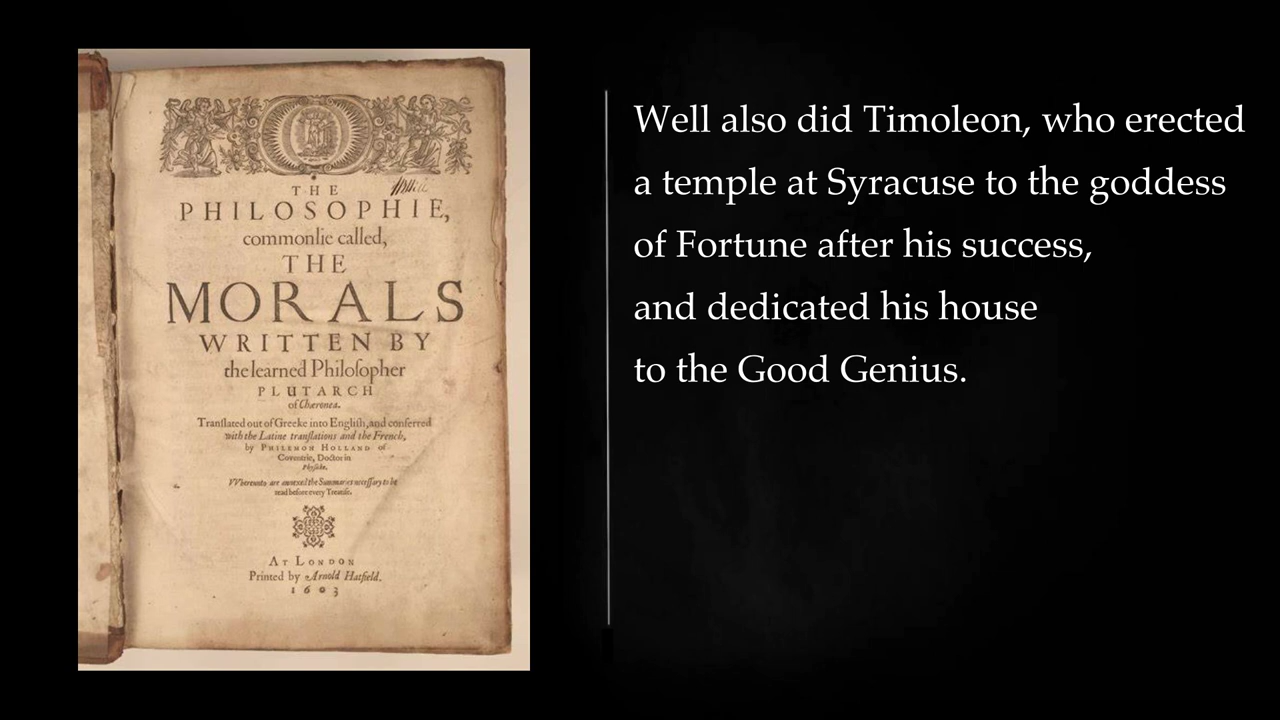 THE
PHILOSOPHIE,
commonlie called,
THE
MORALS
WRITTEN BY
the learned Philoſopher
PLUTARCH
of Chæronea.
Tranſlated out of Greeke into Engliſh, and conferred
with the Latine tranſlations and the French,
by PHILEMON HOLLAND of
Coventrie, Doctor in
Phyſicke.
VVhereunto are annexed the Summaries neceſſary to be
read before every Treatiſe.
AT LONDON
Printed by Arnold Hatfield.
1603
Well also did Timoleon, who erected
a temple at Syracuse to the goddess
of Fortune after his success,
and dedicated his house
to the Good Genius.